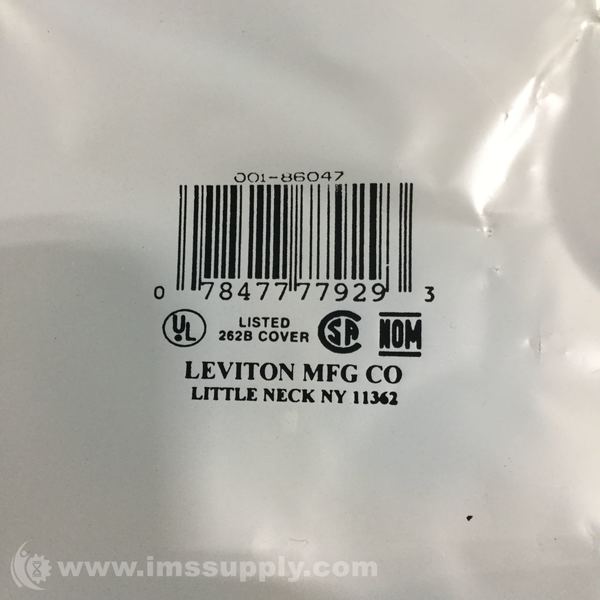 001-86047
0 78477 77929 3
UL LISTED 262B COVER SA NOM
LEVITON MFG CO
LITTLE NECK NY 11362
www.imssupply.com